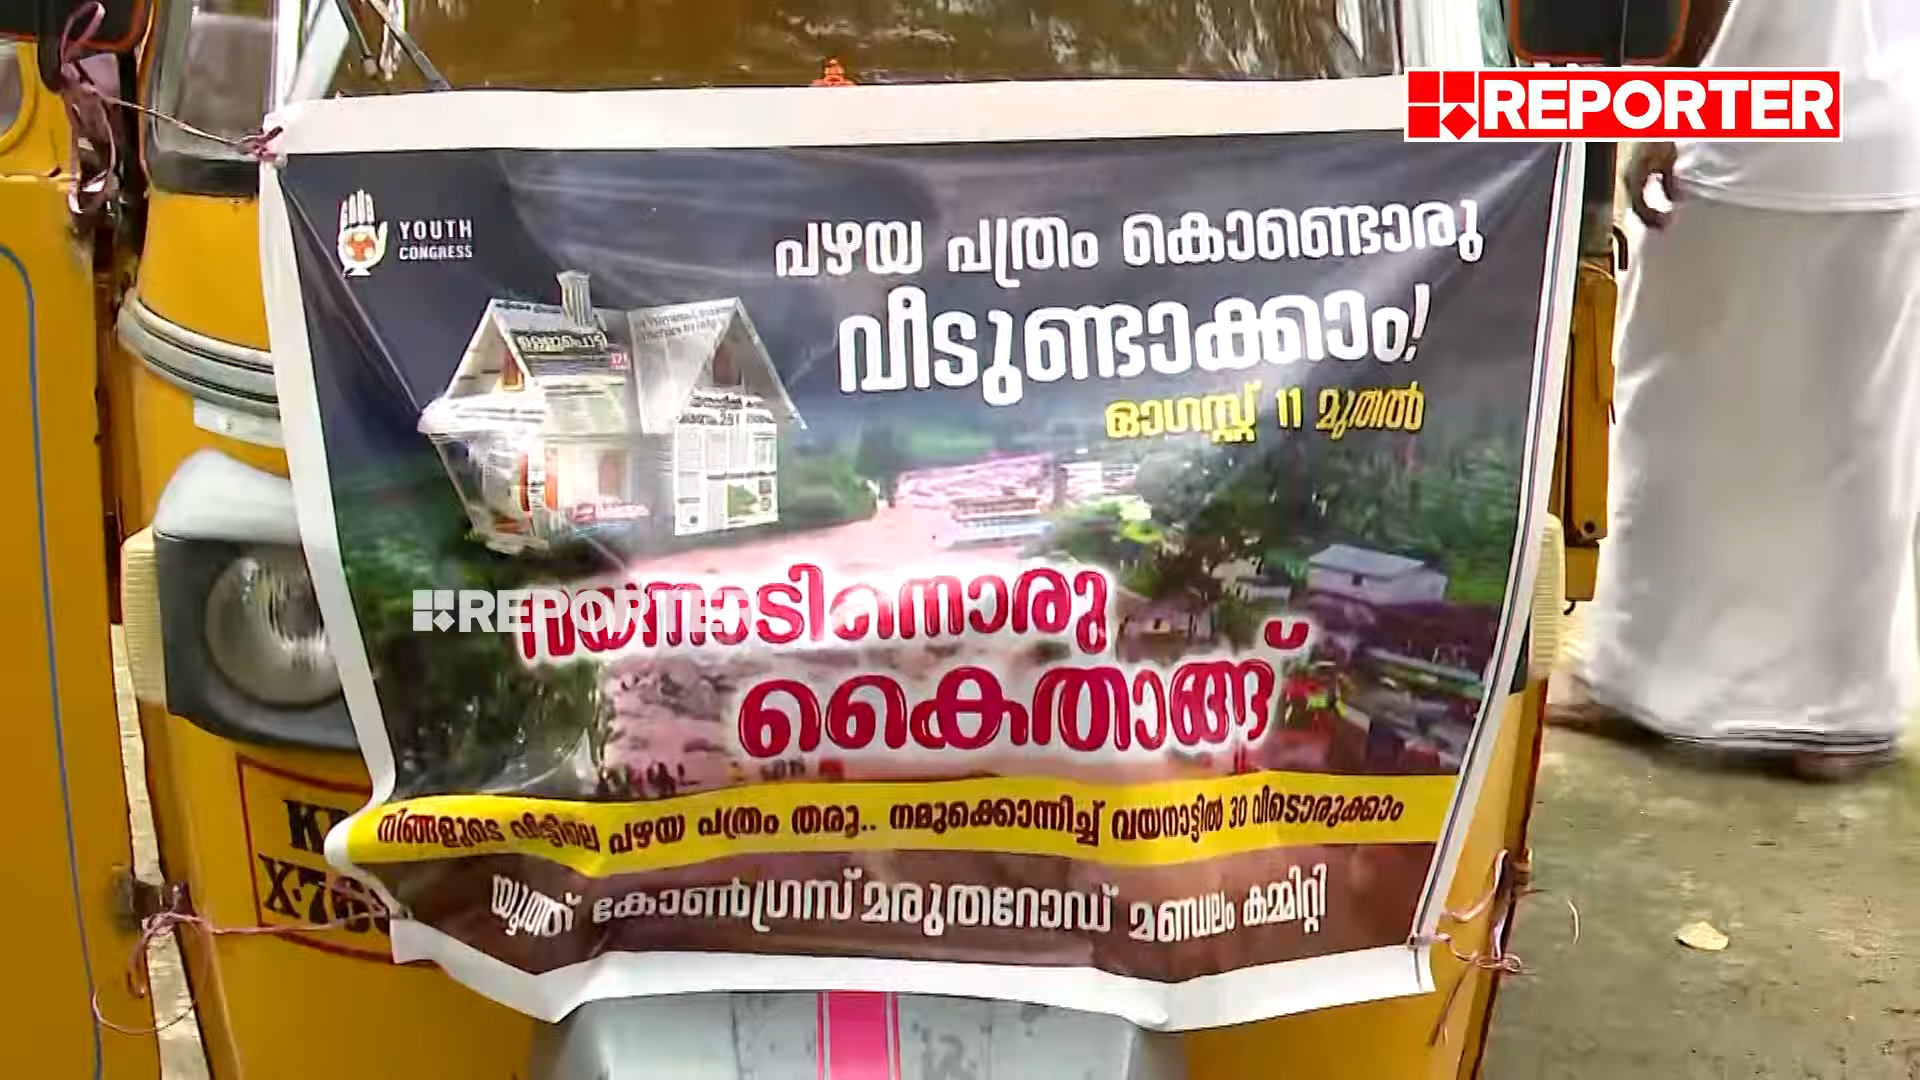 REPORTER
YOUTH
CONGRESS
പഴയ പത്രം കൊണ്ടൊരു
വീടുണ്ടാക്കാം!
ഓഗസ്റ്റ് 11 മുതൽ
REPORTER
വയനാടിനൊരു
കൈതാങ്ങ്
നിങ്ങളുടെ വീട്ടിലെ പഴയ പത്രം തരൂ.. നമുക്കൊന്നിച്ച് വയനാട്ടിൽ 30 വീടൊരുക്കാം
യൂത്ത് കോൺഗ്രസ് മരുതറോഡ് മണ്ഡലം കമ്മിറ്റി